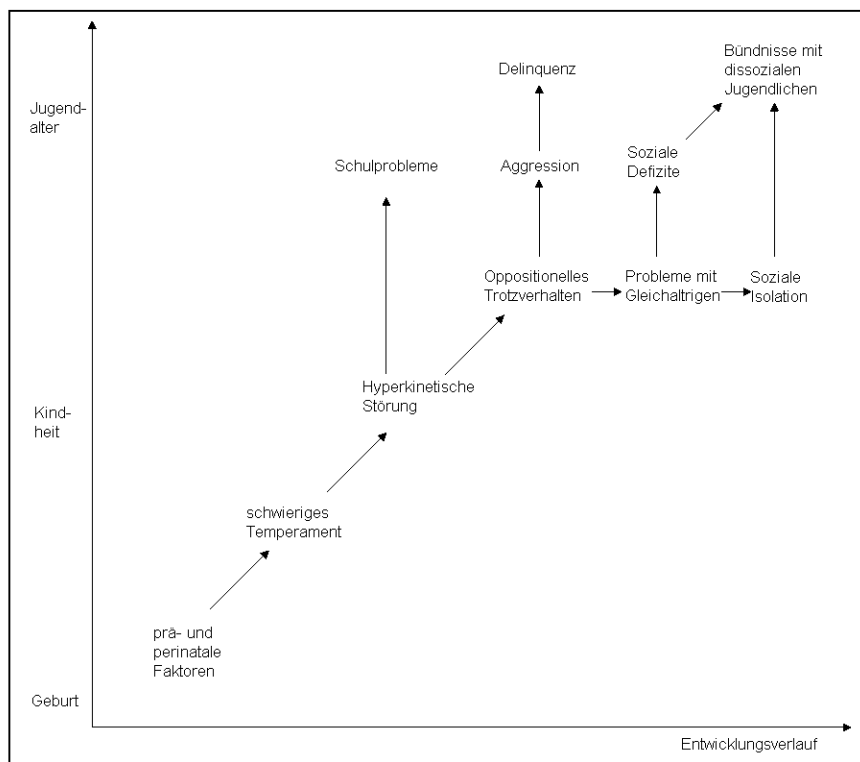 Bündnisse mit
dissozialen
Jugendlichen
Delinquenz
Jugend-
alter
Soziale
Defizite
Schulprobleme
Aggression
Oppositionelles
Trotzverhalten
Probleme mit
Gleichaltrigen
Soziale
Isolation
Hyperkinetische
Störung
Kind-
heit
schwieriges
Temperament
prä- und
perinatale
Faktoren
Geburt
Entwicklungsverlauf